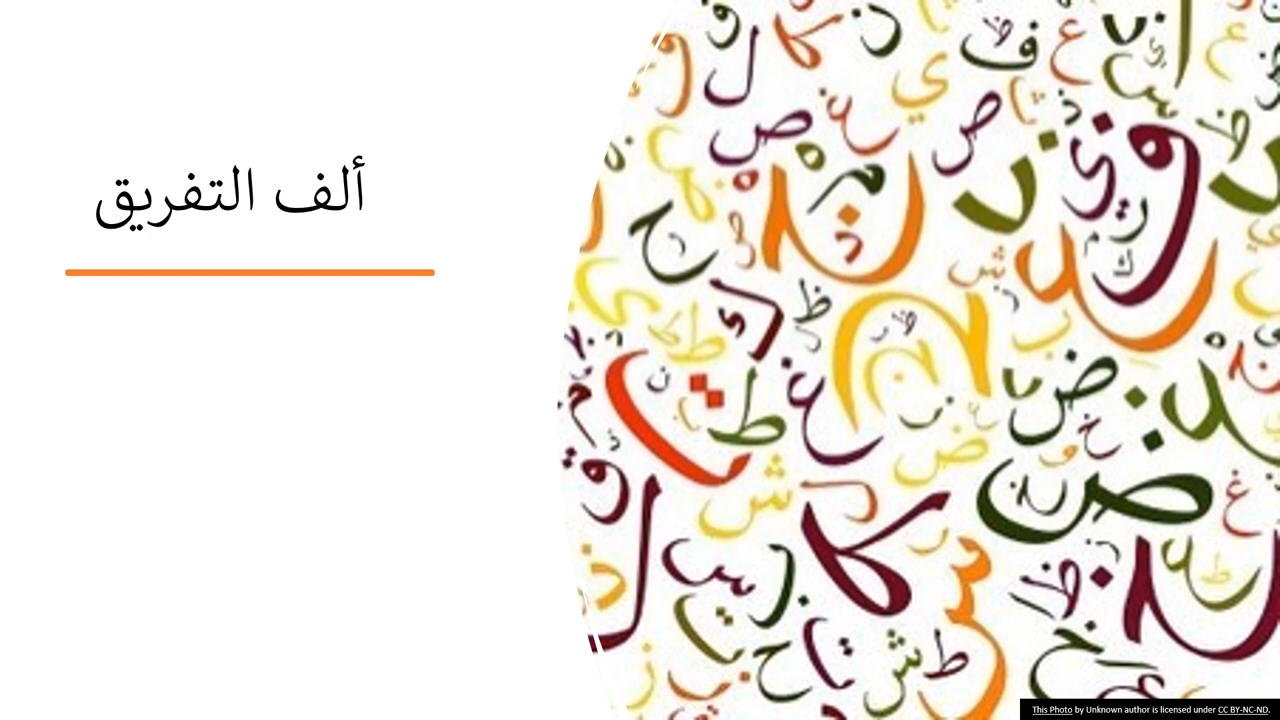 ألف التفريق
This Photo by Unknown author is licensed under CC BY-NC-ND.